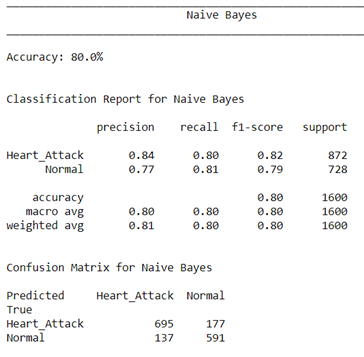 Naive Bayes
Accuracy: 80.0%
Classification Report for Naive Bayes
precision recall f1-score support
Heart_Attack 0.84 0.80 0.82 872
Normal 0.77 0.81 0.79 728
accuracy 0.80 1600
macro avg 0.80 0.80 0.80 1600
weighted avg 0.81 0.80 0.80 1600
Confusion Matrix for Naive Bayes
Predicted Heart_Attack Normal
True
Heart_Attack 695 177
Normal 137 591